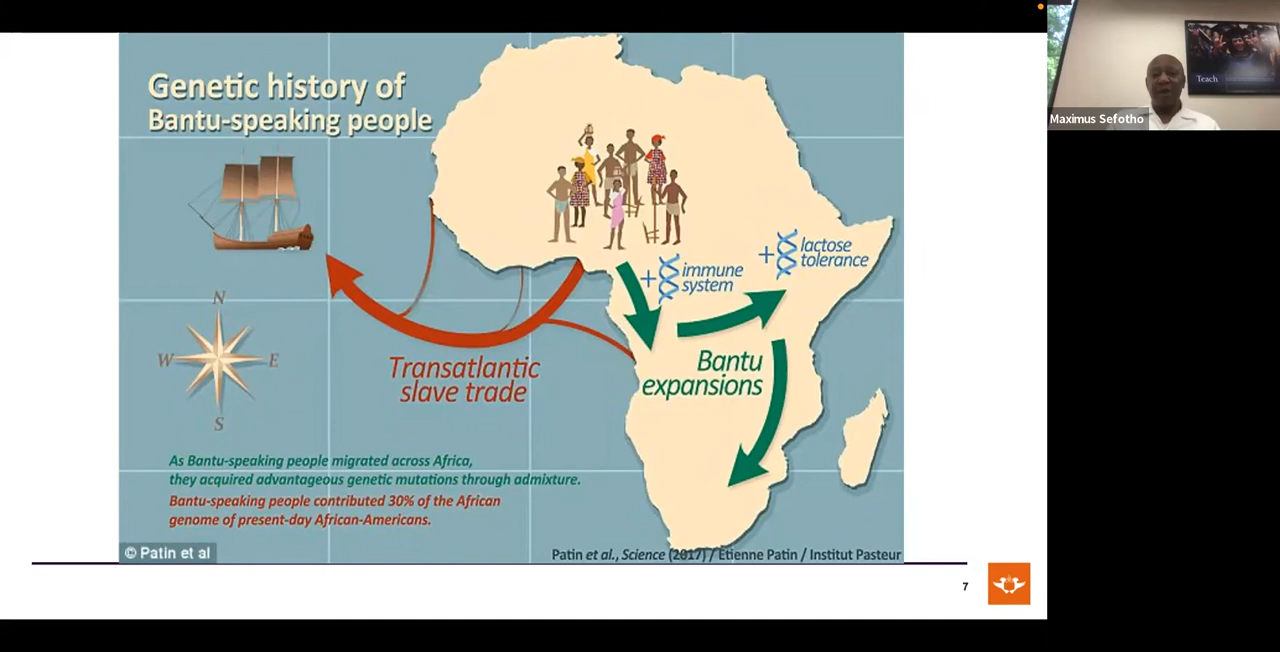 Genetic history of
Bantu-speaking people
Teach
Maximus Sefotho
N
W
E
S
+ immune
system
+ lactose
tolerance
Bantu
expansions
Transatlantic
slave trade
As Bantu-speaking people migrated across Africa,
they acquired advantageous genetic mutations through admixture.
Bantu-speaking people contributed 30% of the African
genome of present-day African-Americans.
© Patin et al
Patin et al., Science (2017) / Etienne Patin / Institut Pasteur
7